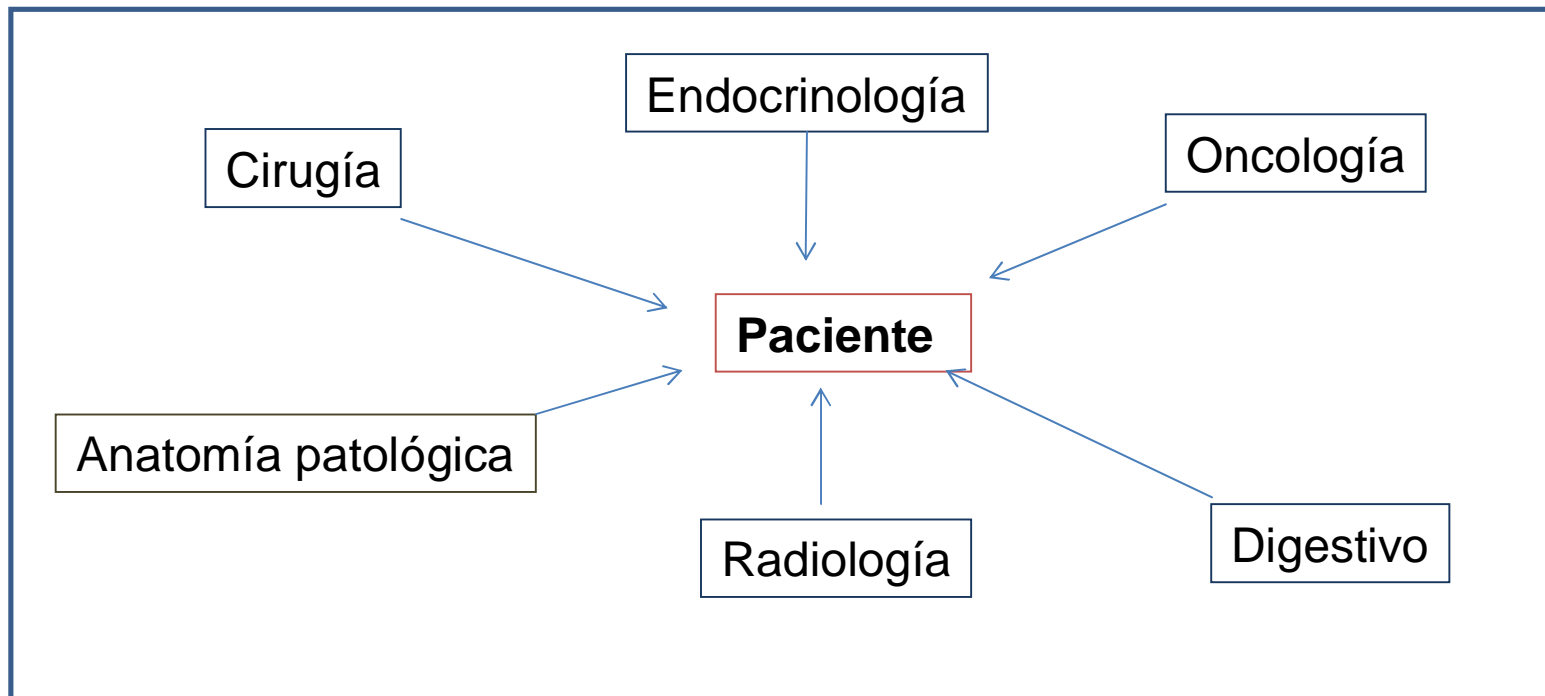 Endocrinología
Cirugía
Oncología
Paciente
Anatomía patológica
Radiología
Digestivo